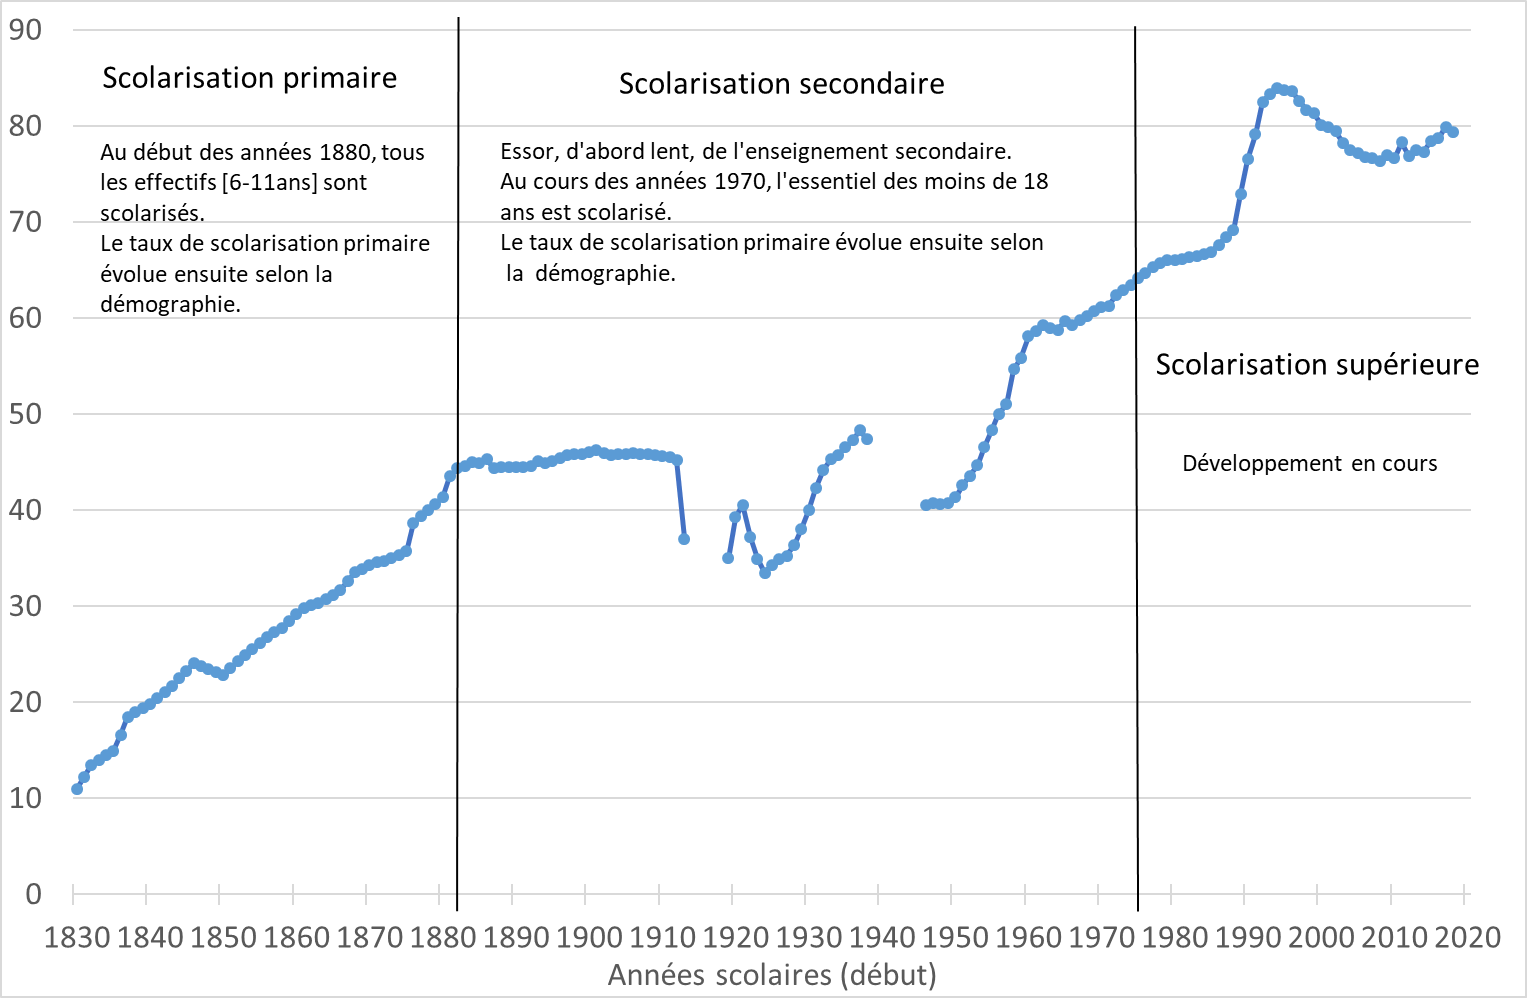 90
80
70
60
50
40
30
20
10
0
Scolarisation primaire
Au début des années 1880, tous
les effectifs [6-11ans] sont
scolarisés.
Le taux de scolarisation primaire
évolue ensuite selon la
démographie.
Scolarisation secondaire
Essor, d'abord lent, de l'enseignement secondaire.
Au cours des années 1970, l'essentiel des moins de 18
ans est scolarisé.
Le taux de scolarisation primaire évolue ensuite selon
la démographie.
Scolarisation supérieure
Développement en cours
1830 1840 1850 1860 1870 1880 1890 1900 1910 1920 1930 1940 1950 1960 1970 1980 1990 2000 2010 2020
Années scolaires (début)